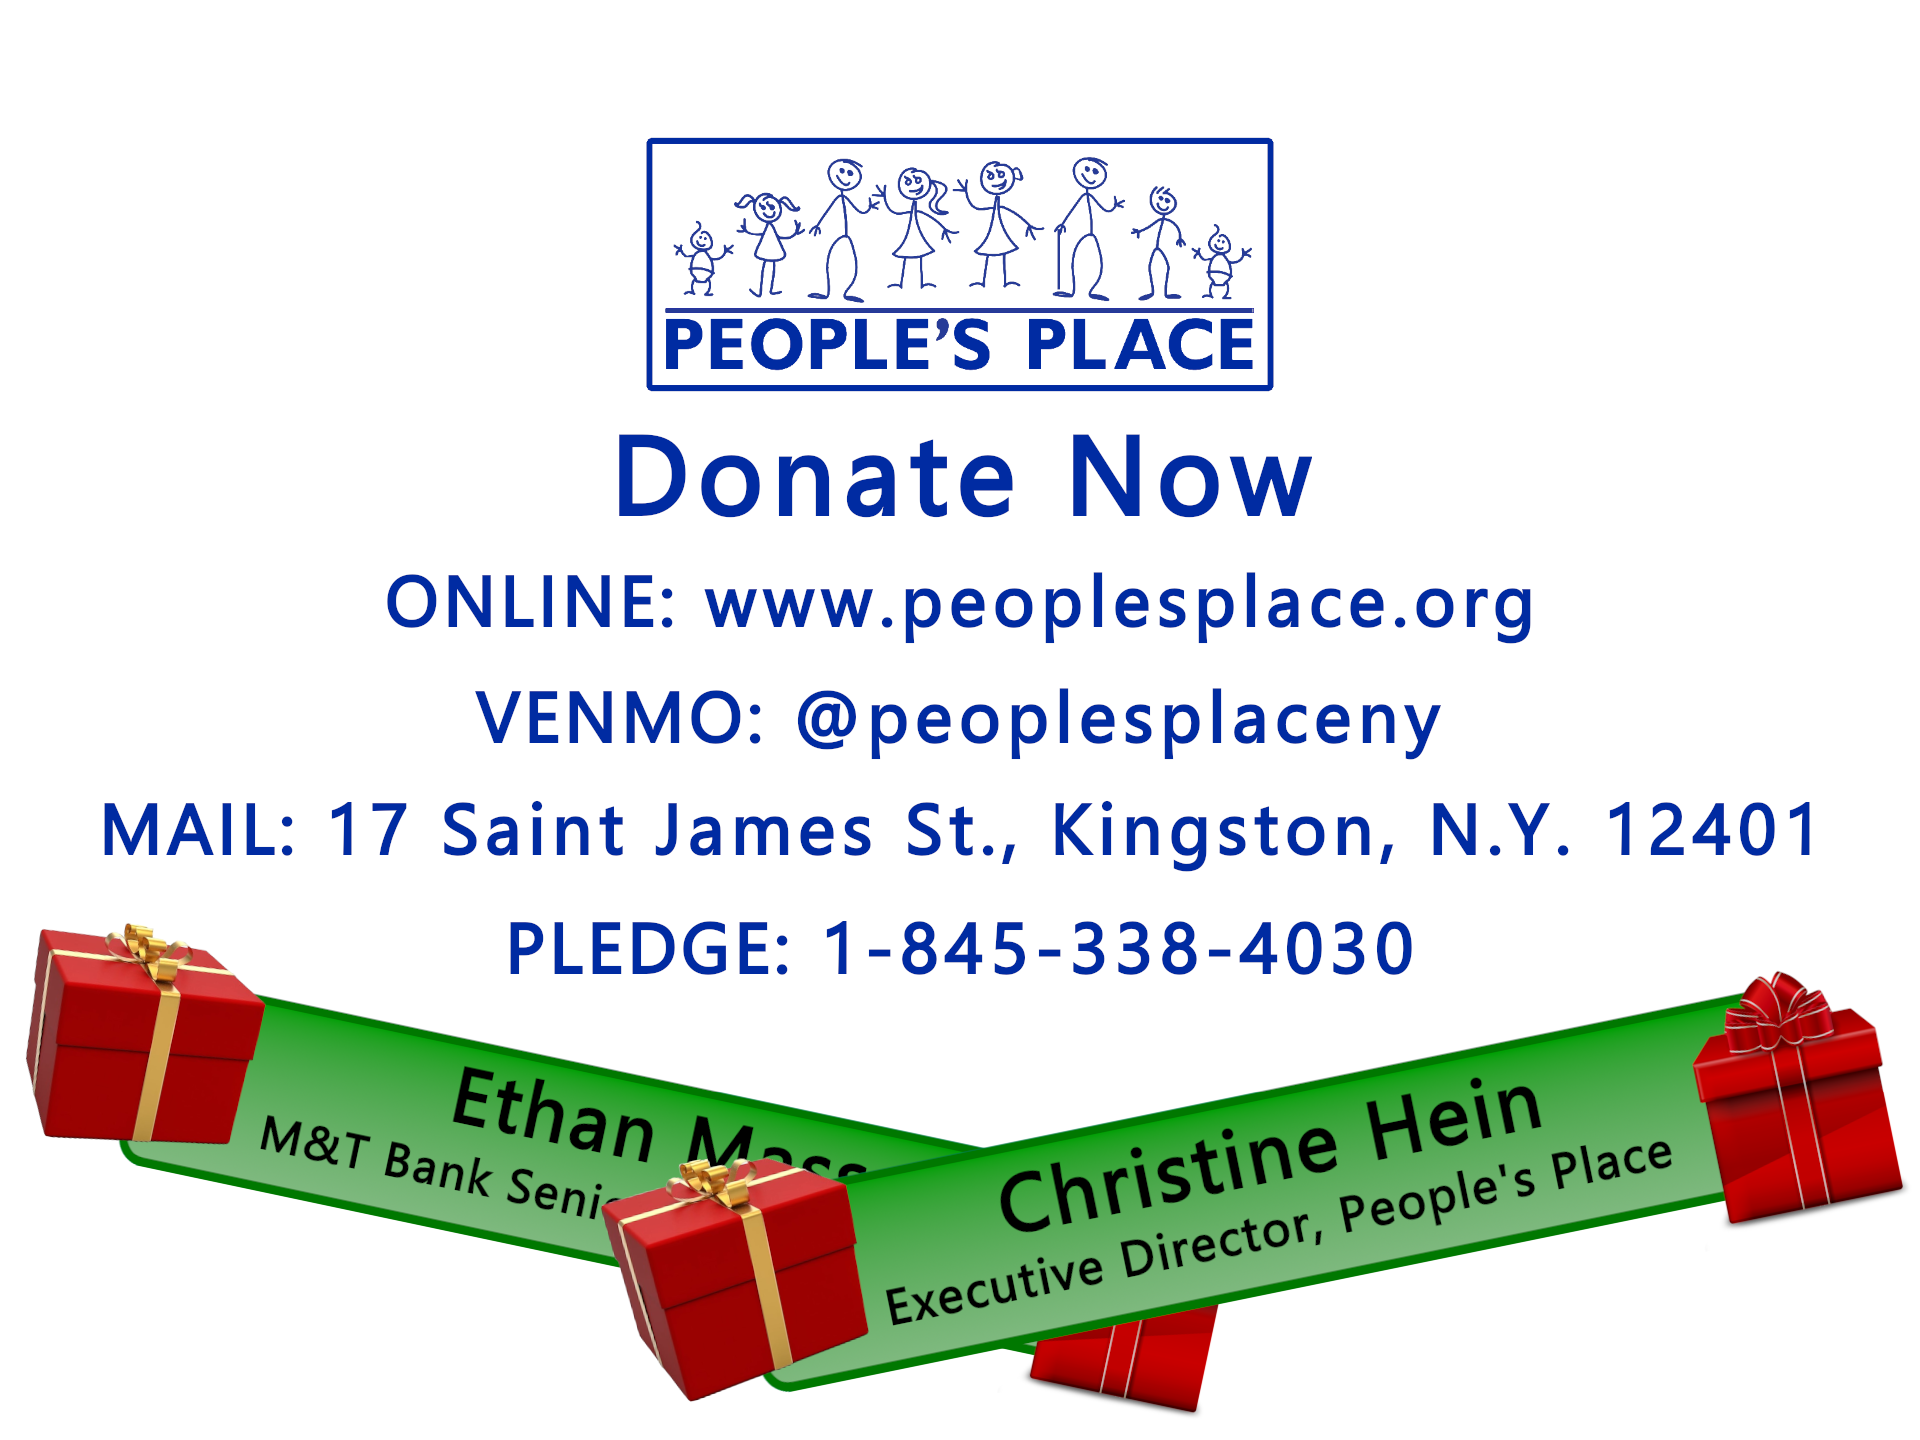 PEOPLE'S PLACE
Donate Now
ONLINE: www.peoplesplace.org
VENMO: @peoplesplaceny
MAIL: 17 Saint James St., Kingston, N.Y. 12401
PLEDGE: 1-845-338-4030
Ethan
M&T Bank
Christine Hein
Executive Director, People's Place